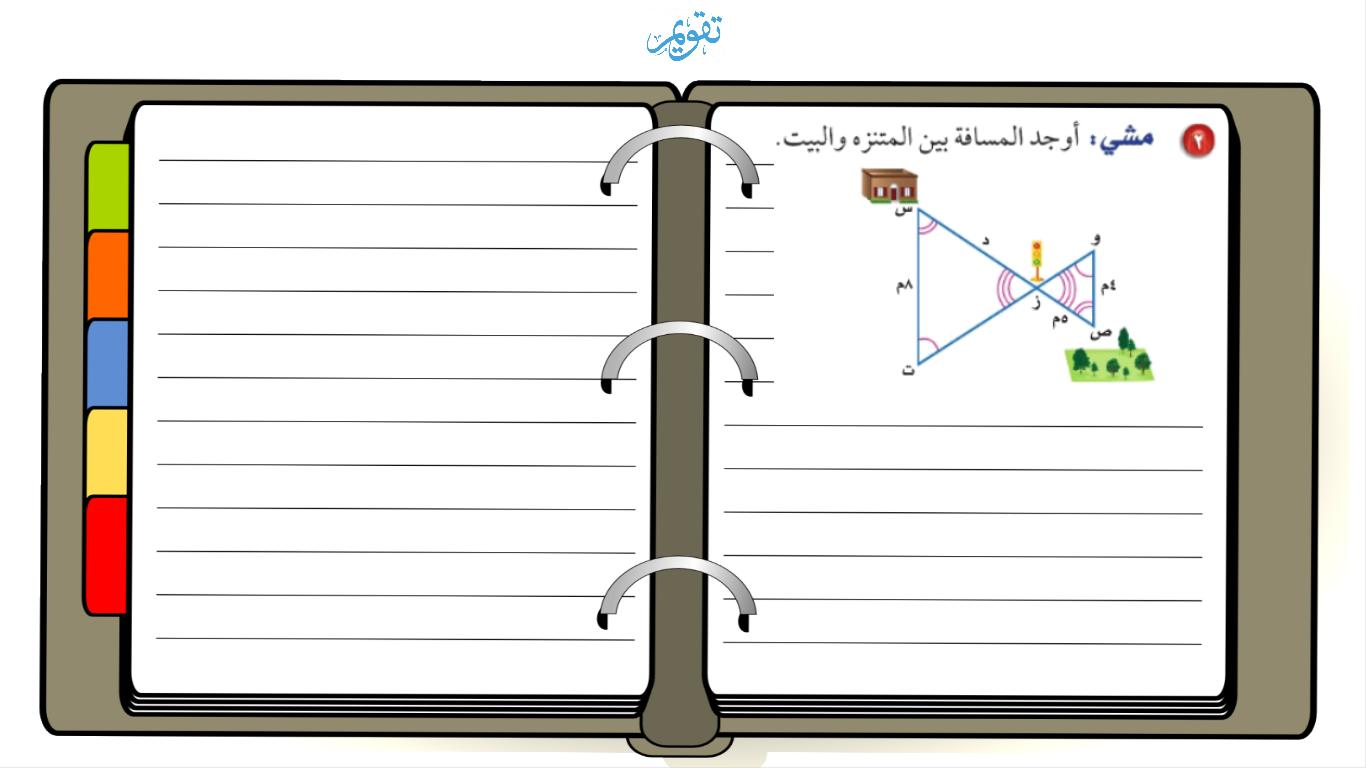 تقويم
٢ مشي: أوجد المسافة بين المتنزه والبيت.
س
د
و
٨م
ز
٤م
٥م
ص
ت